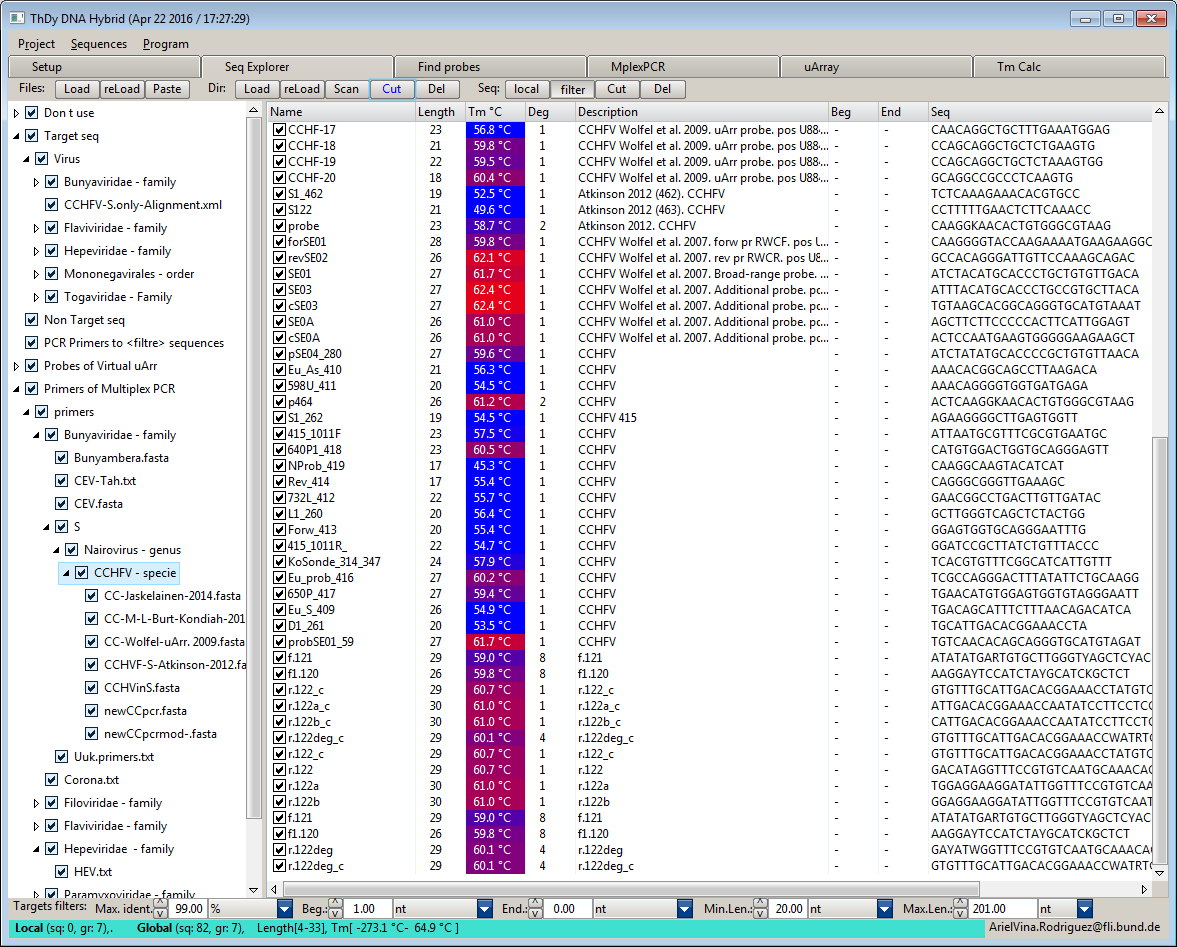 ThDy DNA Hybrid (Apr 22 2016 / 17:27:29)
Project Sequences Program
Setup Seq Explorer Find probes MplexPCR uArray Tm Calc
Files: Load reLoad Paste Dir: Load reLoad Scan Cut Del Seq: local filter Cut Del
Don t use
Target seq
Virus
Bunyaviridae - family
CCHFV-S.only-Alignment.xml
Flaviviridae - family
Hepeviridae - family
Mononegavirales - order
Togaviridae - Family
Non Target seq
PCR Primers to <filtre> sequences
Probes of Virtual uArr
Primers of Multiplex PCR
primers
Bunyaviridae - family
Bunyambera.fasta
CEV-Tah.txt
CEV.fasta
S
Nairovirus - genus
CCHFV - specie
CC-Jaskelainen-2014.fasta
CC-M-L-Burt-Kondiah-201
CC-Wolfel-uArr. 2009.fasta
CCHVF-S-Atkinson-2012.fa
CCHVinS.fasta
newCCpcr.fasta
newCCpcrmod-.fasta
Uuk.primers.txt
Corona.txt
Filoviridae - family
Flaviviridae - family
Hepeviridae - family
HEV.txt
Paramyxoviridae - family
Name Length Tm °C Deg Description Beg End Seq
CCHF-17 23 56.8 °C 1 CCHFV Wolfel et al. 2009. uArr probe. pos U88‹... - - CAACAGGCTGCTTTGAAATGGAG
CCHF-18 21 59.8 °C 1 CCHFV Wolfel et al. 2009. uArr probe. pos U88‹... - - CCAGCAGGCTGCTCTGAAGTG
CCHF-19 22 59.5 °C 1 CCHFV Wolfel et al. 2009. uArr probe. pos U88‹... - - CCAGCAGGCTGCTCTAAAGTGG
CCHF-20 18 60.4 °C 1 CCHFV Wolfel et al. 2009. uArr probe. pos U88‹... - - GCAGGCCGCCCTCAAGTG
S1_462 19 52.5 °C 1 Atkinson 2012 (462). CCHFV - - TCTCAAAGAAACACGTGCC
S122 21 49.6 °C 1 Atkinson 2012 (463). CCHFV - - CCTTTTTGAACTCTTCAAACC
probe 23 58.7 °C 2 Atkinson 2012. CCHFV - - CAAGGKAACACTGTGGGCGTAAG
forSE01 28 59.8 °C 1 CCHFV Wolfel et al. 2007. forw pr RWCF. pos U... - - CAAGGGGTACCAAGAAAATGAAGAAGGC
revSE02 26 62.1 °C 1 CCHFV Wolfel et al. 2007. rev pr RWCR. pos U8... - - GCCACAGGGATTGTTCCAAAGCAGAC
SE01 27 61.7 °C 1 CCHFV Wolfel et al. 2007. Broad-range probe. ... - - ATCTACATGCACCCTGCTGTGTTGACA
SE03 27 62.4 °C 1 CCHFV Wolfel et al. 2007. Additional probe. pc... - - ATTTACATGCACCCTGCCGTGCTTACA
cSE03 27 62.4 °C 1 CCHFV Wolfel et al. 2007. Additional probe. pc... - - TGTAAGCACGGCAGGGTGCATGTAAAT
SE0A 26 61.0 °C 1 CCHFV Wolfel et al. 2007. Additional probe. pc... - - AGCTTCTTCCCCCACTTCATTGGAGT
cSE0A 26 61.0 °C 1 CCHFV Wolfel et al. 2007. Additional probe. pc... - - ACTCCAATGAAGTGGGGGAAGAAGCT
pSE04_280 27 59.6 °C 1 CCHFV - - ATCTATATGCACCCCGCTGTGTTAACA
Eu_As_410 21 56.3 °C 1 CCHFV - - AAACACGGCAGCCTTAAGACA
598U_411 20 54.5 °C 1 CCHFV - - AAACAGGGGTGGTGATGAGA
p464 26 61.2 °C 2 CCHFV - - ACTCAAGGKAACACTGTGGGCGTAAG
S1_262 19 54.5 °C 1 CCHFV 415 - - AGAAGGGGCTTGAGTGGTT
415_1011F 23 57.5 °C 1 CCHFV - - ATTAATGCGTTTCGCGTGAATGC
640P1_418 23 60.5 °C 1 CCHFV - - CATGTGGACTGGTGCAGGGAGTT
NProb_419 17 45.3 °C 1 CCHFV - - CAAGGCAAGTACATCAT
Rev_414 17 55.4 °C 1 CCHFV - - CAGGGCGGGTTGAAAGC
732L_412 22 55.7 °C 1 CCHFV - - GAACGGCCTGACTTGTTGATAC
L1_260 20 56.4 °C 1 CCHFV - - GCTTGGGTCAGCTCTACTGG
Forw_413 20 55.4 °C 1 CCHFV - - GGAGTGGTGCAGGGAATTTG
415_1011R_ 22 54.7 °C 1 CCHFV - - GGATCCGCTTATCTGTTTACCC
KoSonde_314_347 24 57.9 °C 1 CCHFV - - TCACGTGTTTCGGCATCATTGTTT
Eu_prob_416 27 60.2 °C 1 CCHFV - - TCGCCAGGGACTTTATATTCTGCAAGG
650P_417 27 59.4 °C 1 CCHFV - - TGAACATGTGGAGTGGTGTAGGGAATT
Eu_S_409 26 54.9 °C 1 CCHFV - - TGACAGCATTTCTTTAACAGACATCA
D1_261 20 53.5 °C 1 CCHFV - - TGCATTGACACGGAAACCTA
probSE01_59 27 61.7 °C 1 CCHFV - - TGTCAACACAGCAGGGTGCATGTAGAT
f.121 29 59.0 °C 8 f.121 - - ATATATGARTGTGCTTGGGTYAGCTCYAC
f1.120 26 59.8 °C 8 f1.120 - - AAGGAYTCCATCTAYGCATCKGCTCT
r.122_c 29 60.7 °C 1 r.122_c - - GTGTTTGCATTGACACGGAAACCTATGTC
r.122a_c 30 61.0 °C 1 r.122a_c - - ATTGACACGGAAACCAATATCCTTCCTCC
r.122b_c 30 61.0 °C 1 r.122b_c - - CATTGACACGGAAACCAATATCCTTCCTC
r.122deg_c 29 60.1 °C 4 r.122deg_c - - GTGTTTGCATTGACACGGAAACCWATRTC
r.122_c 29 60.7 °C 1 r.122_c - - GTGTTTGCATTGACACGGAAACCTATGTC
r.122 29 60.7 °C 1 r.122 - - GACATAGGTTTCCGTGTCAATGCAAACAC
r.122a 30 61.0 °C 1 r.122a - - TGGAGGAAGGATATTGGTTTCCGTGTCAA
r.122b 30 61.0 °C 1 r.122b - - GGAGGAAGGATATTGGTTTCCGTGTCAAT
f.121 29 59.0 °C 8 f.121 - - ATATATGARTGTGCTTGGGTYAGCTCYAC
f1.120 26 59.8 °C 8 f1.120 - - AAGGAYTCCATCTAYGCATCKGCTCT
r.122deg 29 60.1 °C 4 r.122deg - - GAYATWGGTTTCCGTGTCAATGCAAACAC
r.122deg_c 29 60.1 °C 4 r.122deg_c - - GTGTTTGCATTGACACGGAAACCWATRTC
Targets filters: Max. ident. 99.00 % Beg.: 1.00 nt End.: 0.00 nt Min.Len.: 20.00 nt Max.Len.: 201.00 nt
Local (sq: 0, gr: 7),. Global (sq: 82, gr: 7), Length[4-33], Tm[ -273.1 °C- 64.9 °C ] ArielVina.Rodriguez@fli.bund.de